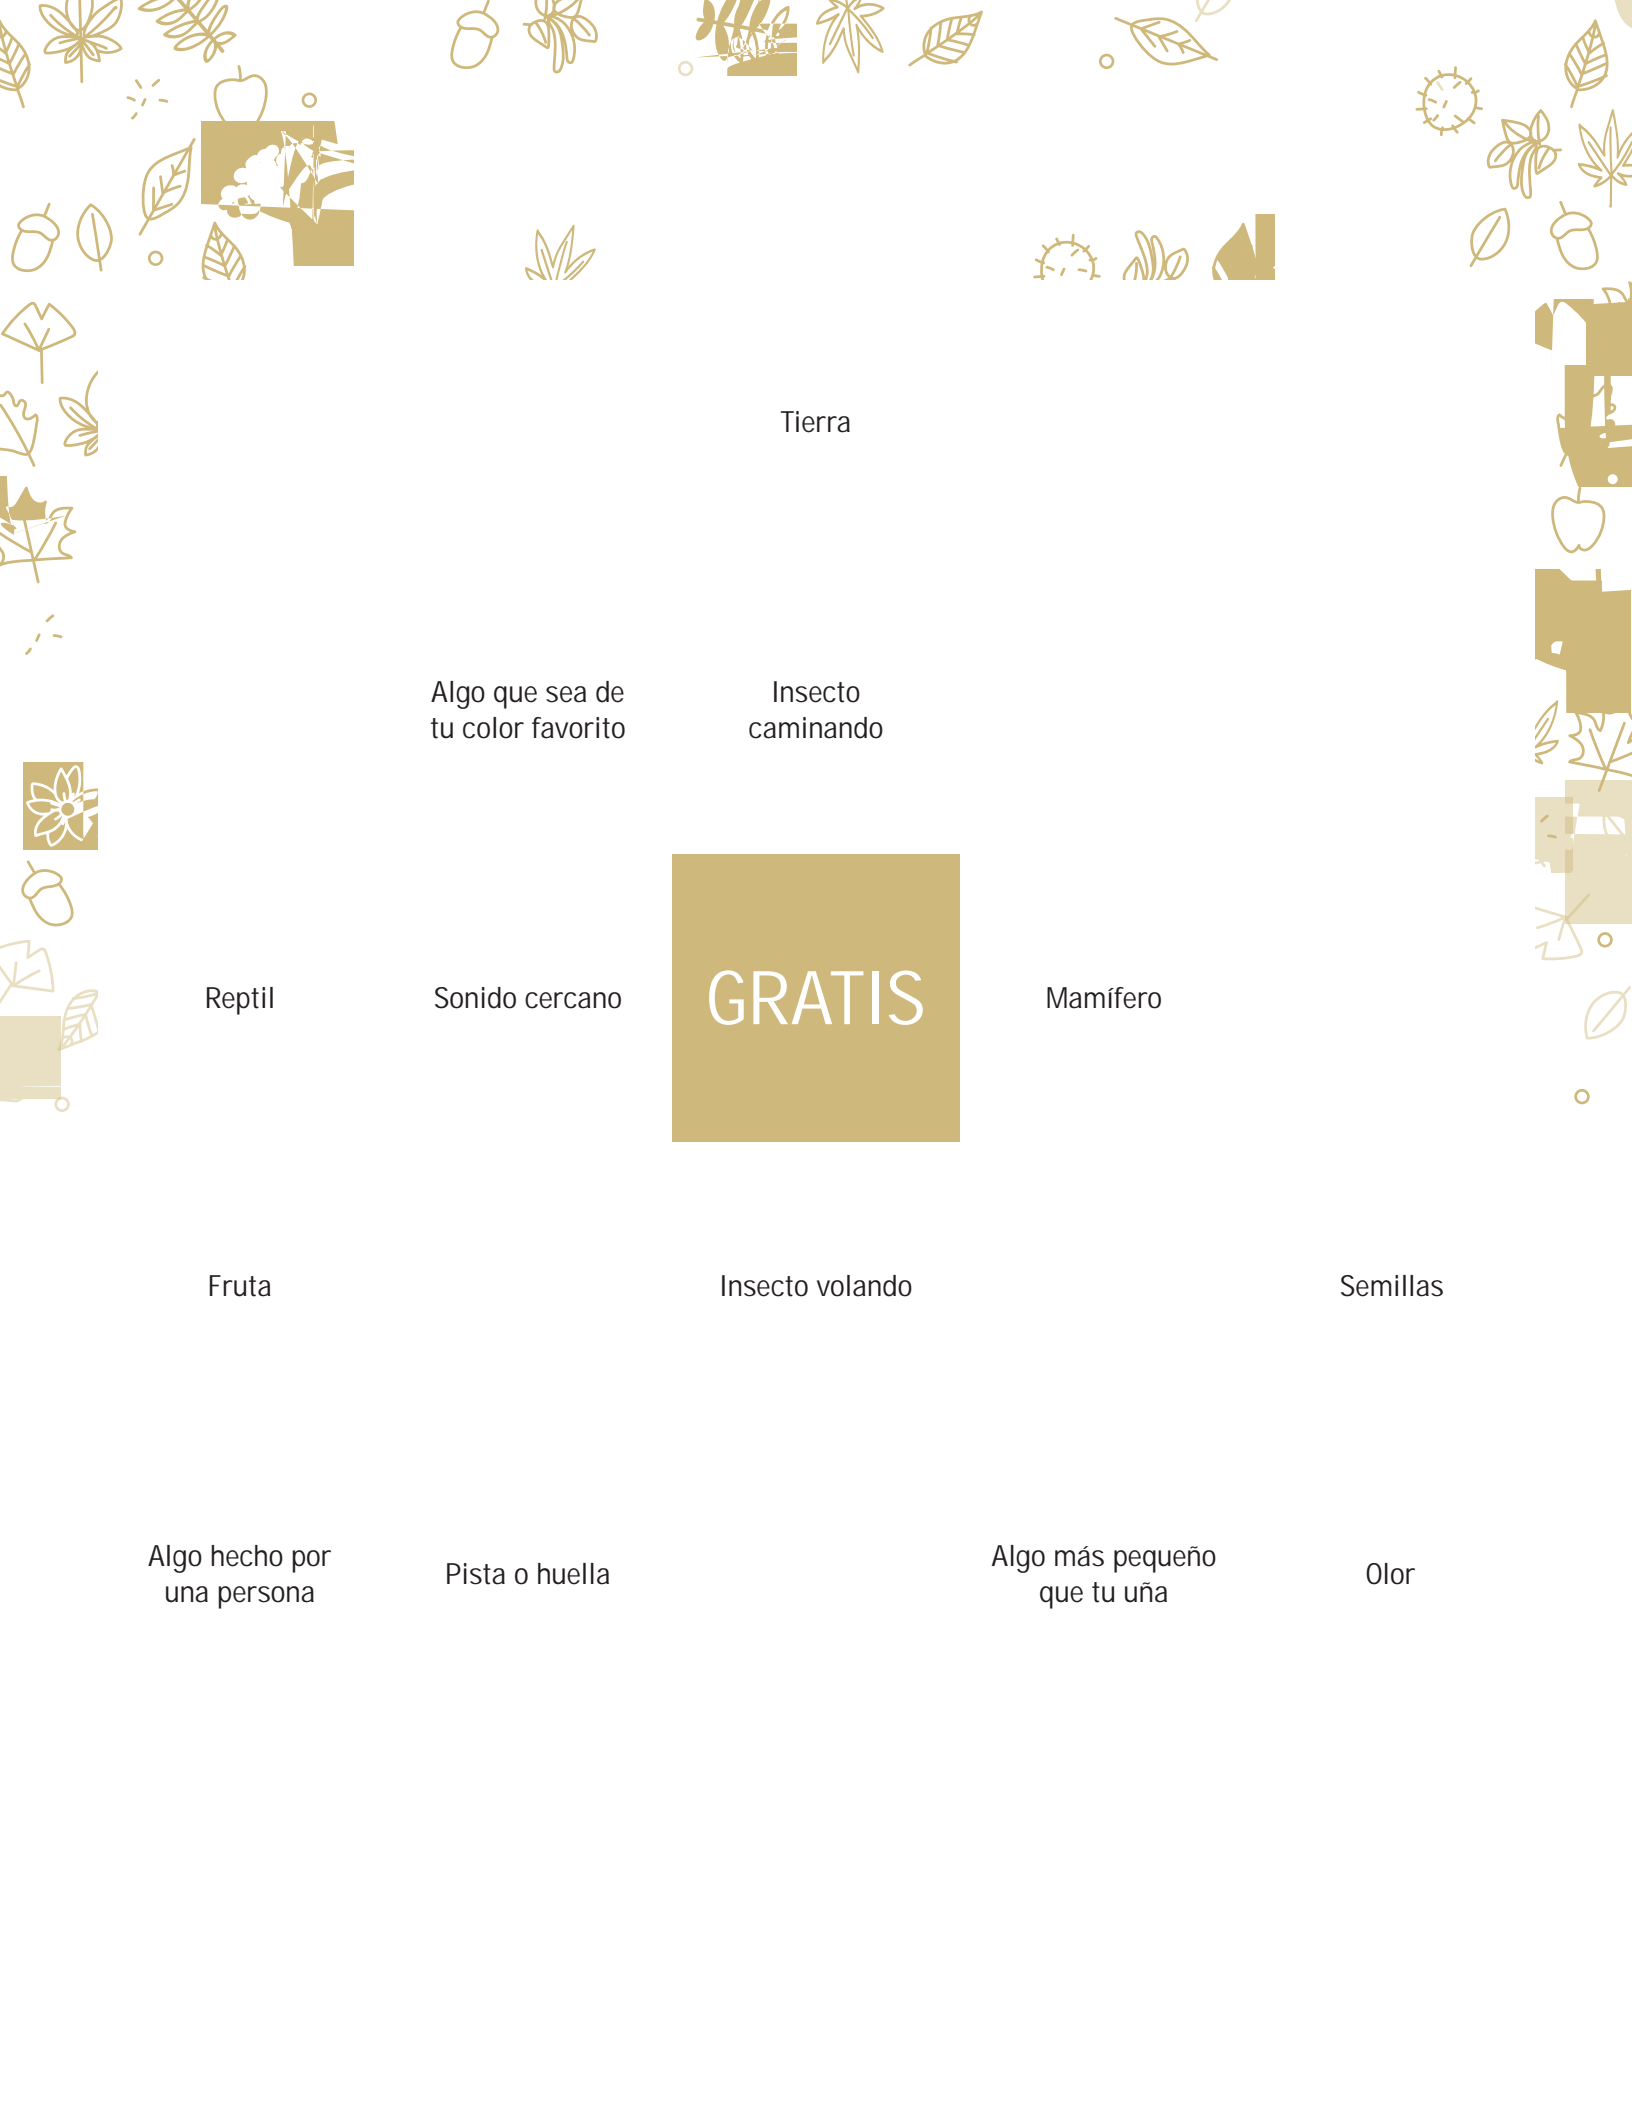 Tierra
Algo que sea de
tu color favorito
Insecto
caminando
Reptil
Sonido cercano
GRATIS
Mamífero
Fruta
Insecto volando
Semillas
Algo hecho por
una persona
Pista o huella
Algo más pequeño
que tu uña
Olor